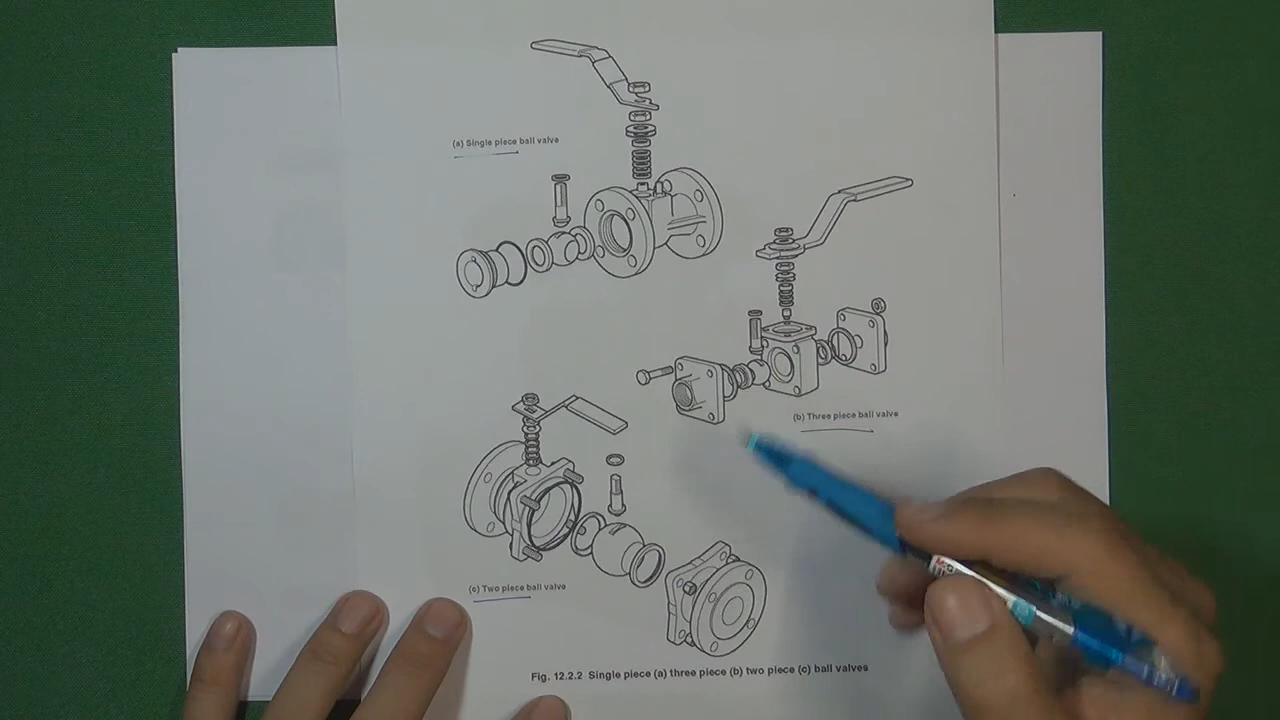 (a) Single piece ball valve
(b) Three piece ball valve
(c) Two piece ball valve
Fig. 12.2.2 Single piece (a) three piece (b) two piece (c) ball valves